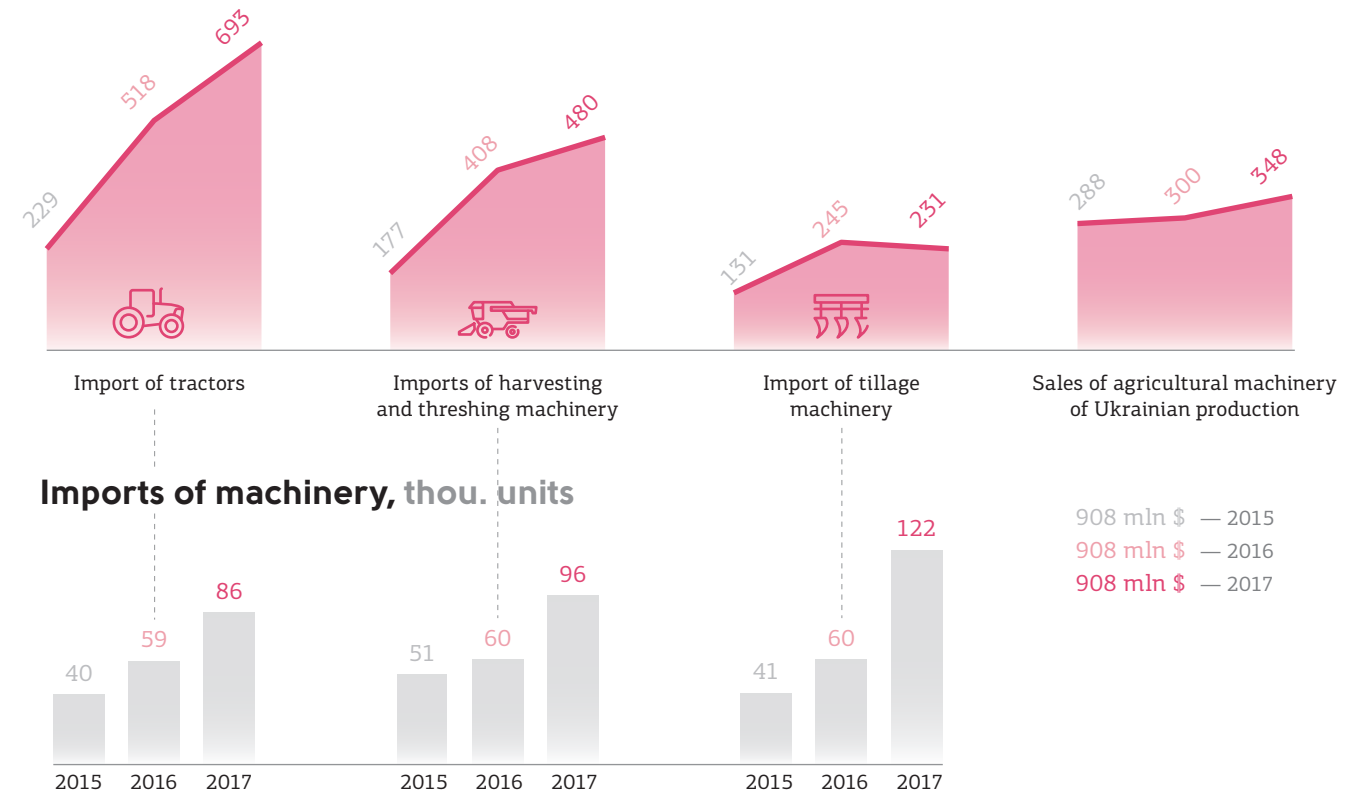 229
518
693
177
408
480
131
245
231
288
300
348
Import of tractors
Imports of harvesting
and threshing machinery
Import of tillage
machinery
Sales of agricultural machinery
of Ukrainian production
Imports of machinery, thou. units
40
59
86
51
60
96
41
60
122
2015 2016 2017
2015 2016 2017
2015 2016 2017
908 mln $ — 2015
908 mln $ — 2016
908 mln $ — 2017